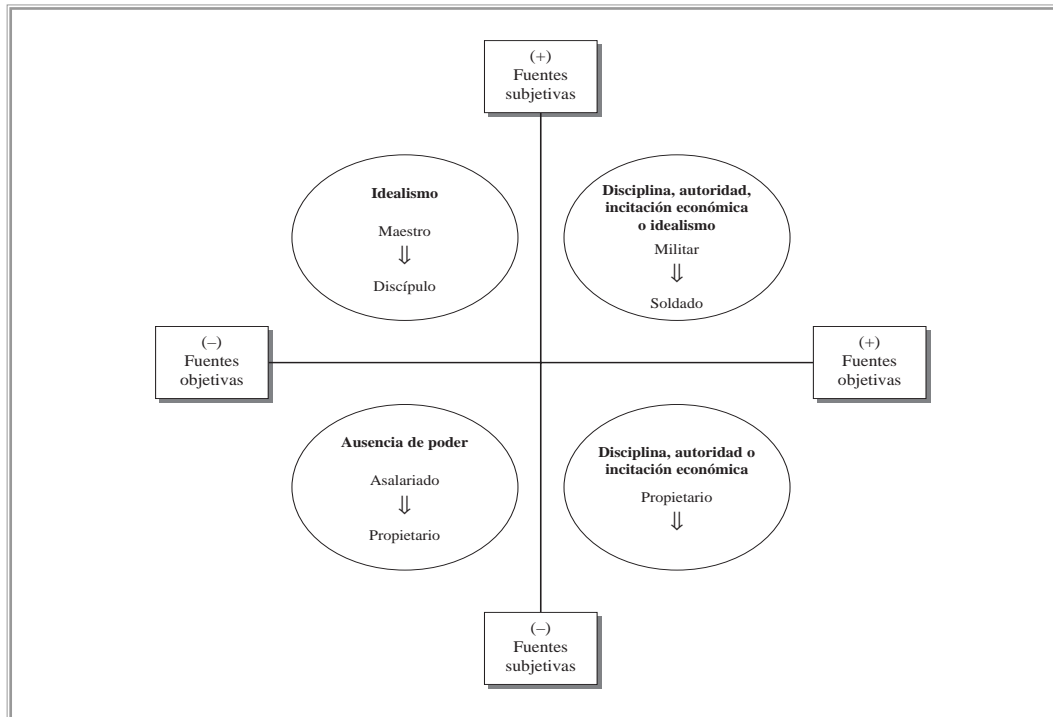 (+)
Fuentes
subjetivas
Idealismo
Maestro
⇓
Discípulo
Disciplina, autoridad,
incitación económica
o idealismo
Militar
⇓
Soldado
(–)
Fuentes
objetivas
(+)
Fuentes
objetivas
Ausencia de poder
Asalariado
⇓
Propietario
Disciplina, autoridad o
incitación económica
Propietario
⇓
(–)
Fuentes
subjetivas